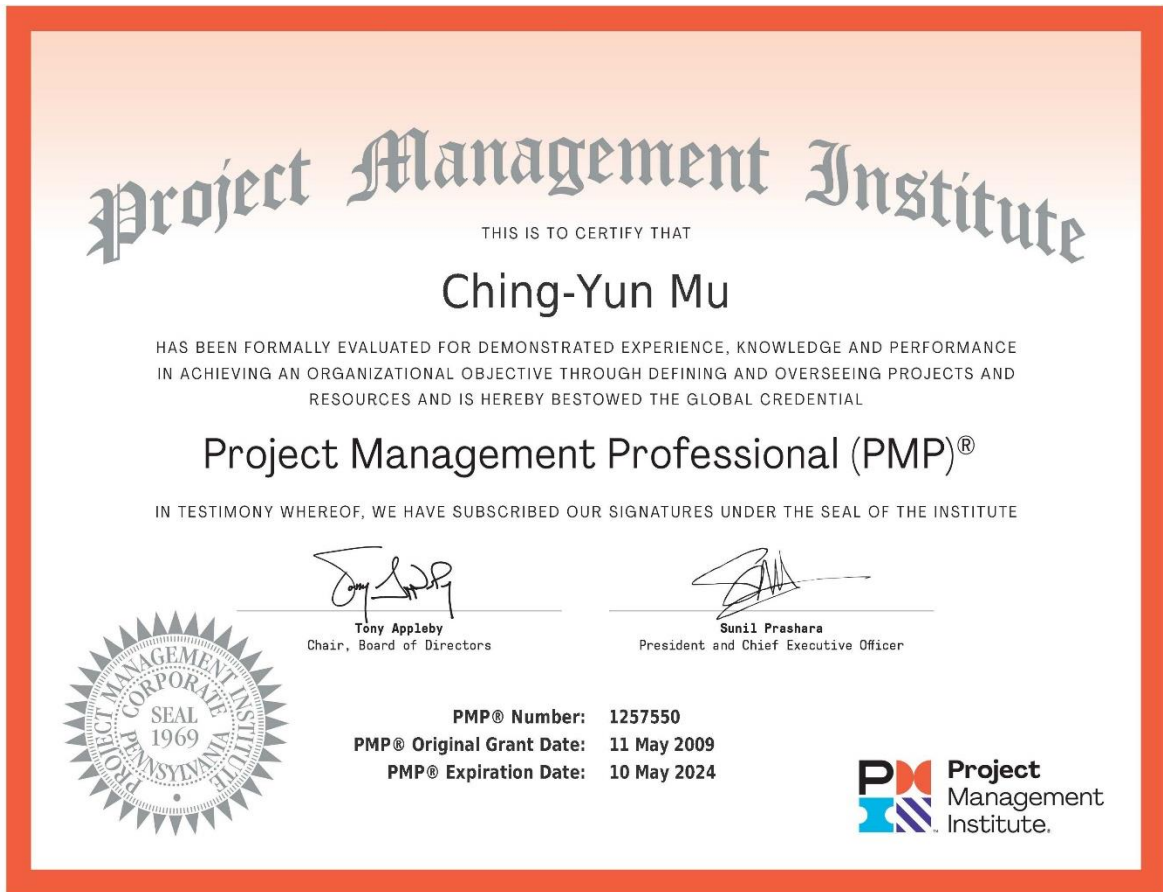 Project Management Institute
THIS IS TO CERTIFY THAT
Ching-Yun Mu
HAS BEEN FORMALLY EVALUATED FOR DEMONSTRATED EXPERIENCE, KNOWLEDGE AND PERFORMANCE
IN ACHIEVING AN ORGANIZATIONAL OBJECTIVE THROUGH DEFINING AND OVERSEEING PROJECTS AND
RESOURCES AND IS HEREBY BESTOWED THE GLOBAL CREDENTIAL
Project Management Professional (PMP)®
IN TESTIMONY WHEREOF, WE HAVE SUBSCRIBED OUR SIGNATURES UNDER THE SEAL OF THE INSTITUTE
Tony Appleby
Chair, Board of Directors
Sunil Prashara
President and Chief Executive Officer
PROJECT MANAGEMENT INSTITUTE
CORPORATE
SEAL
1969
PENNSYLVANIA
PMP® Number: 1257550
PMP® Original Grant Date: 11 May 2009
PMP® Expiration Date: 10 May 2024
PM
Project
Management
Institute.